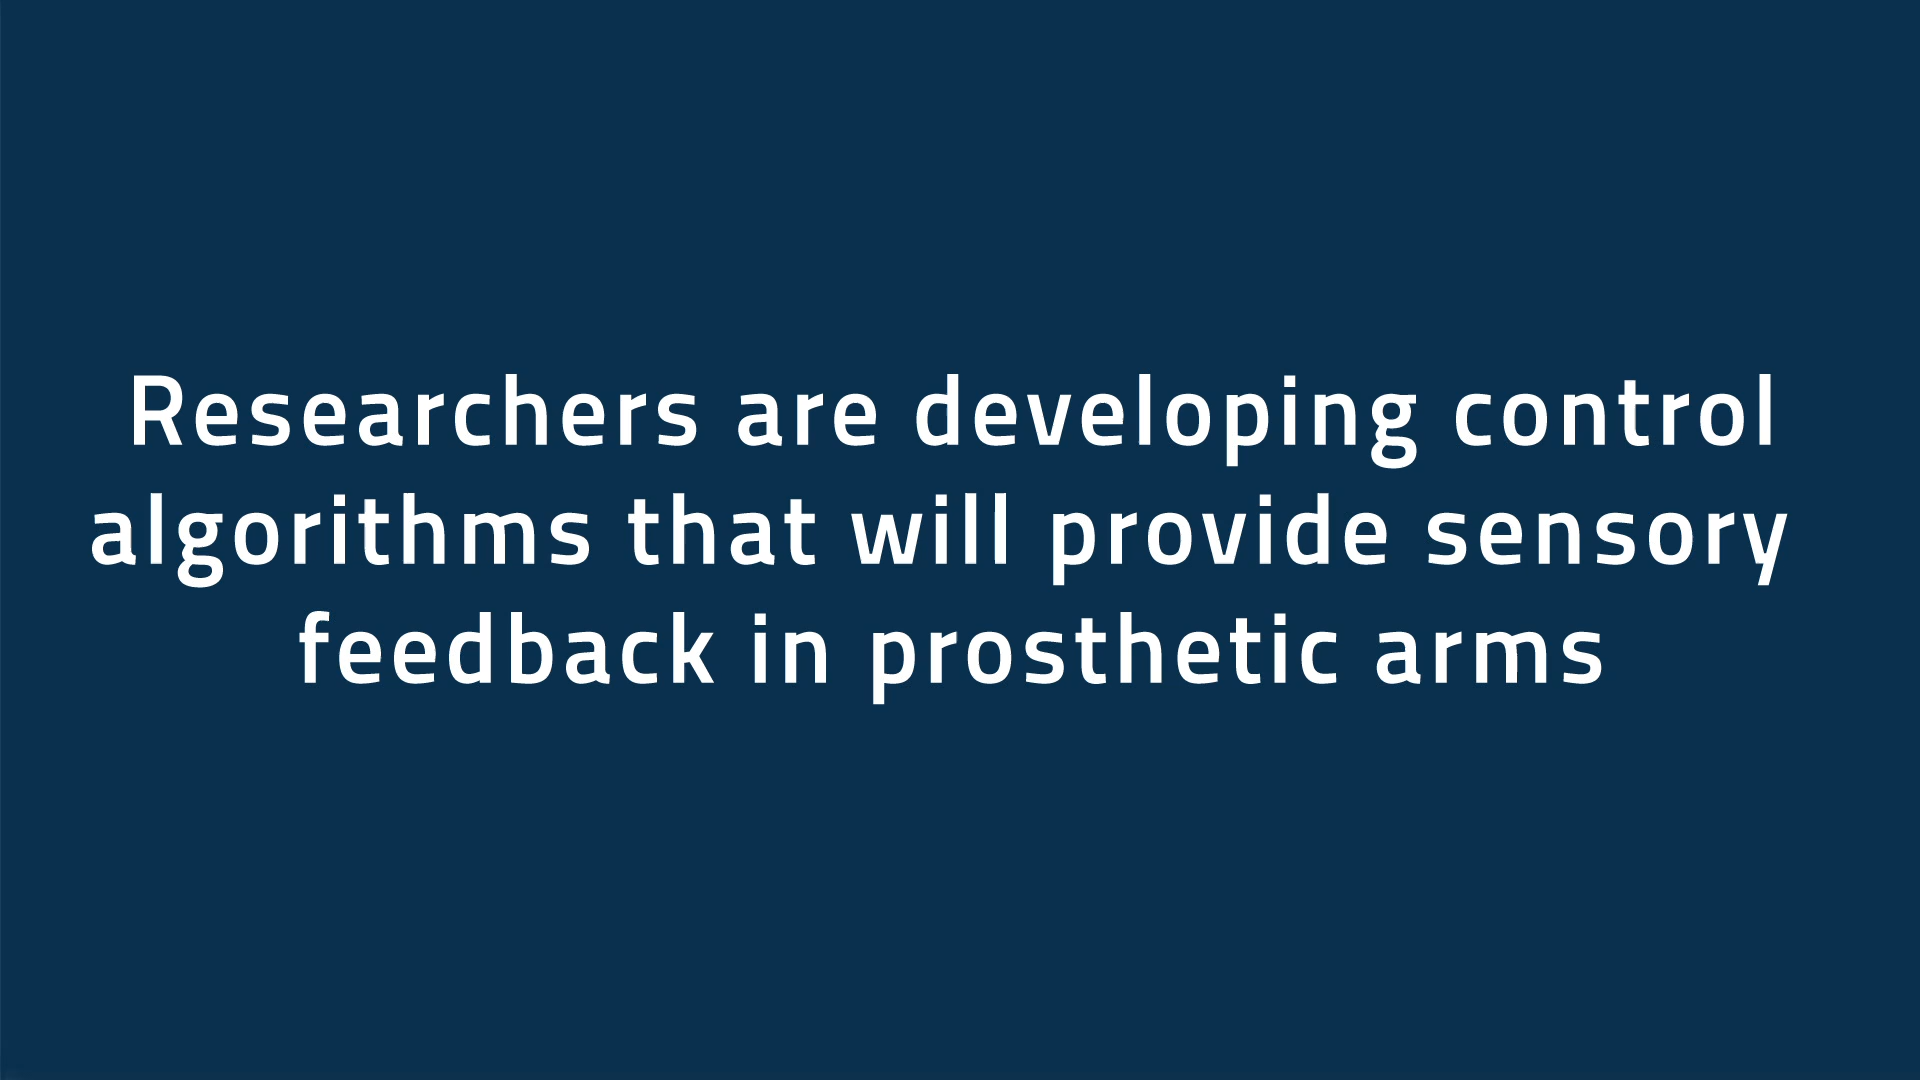 Researchers are developing control
algorithms that will provide sensory
feedback in prosthetic arms